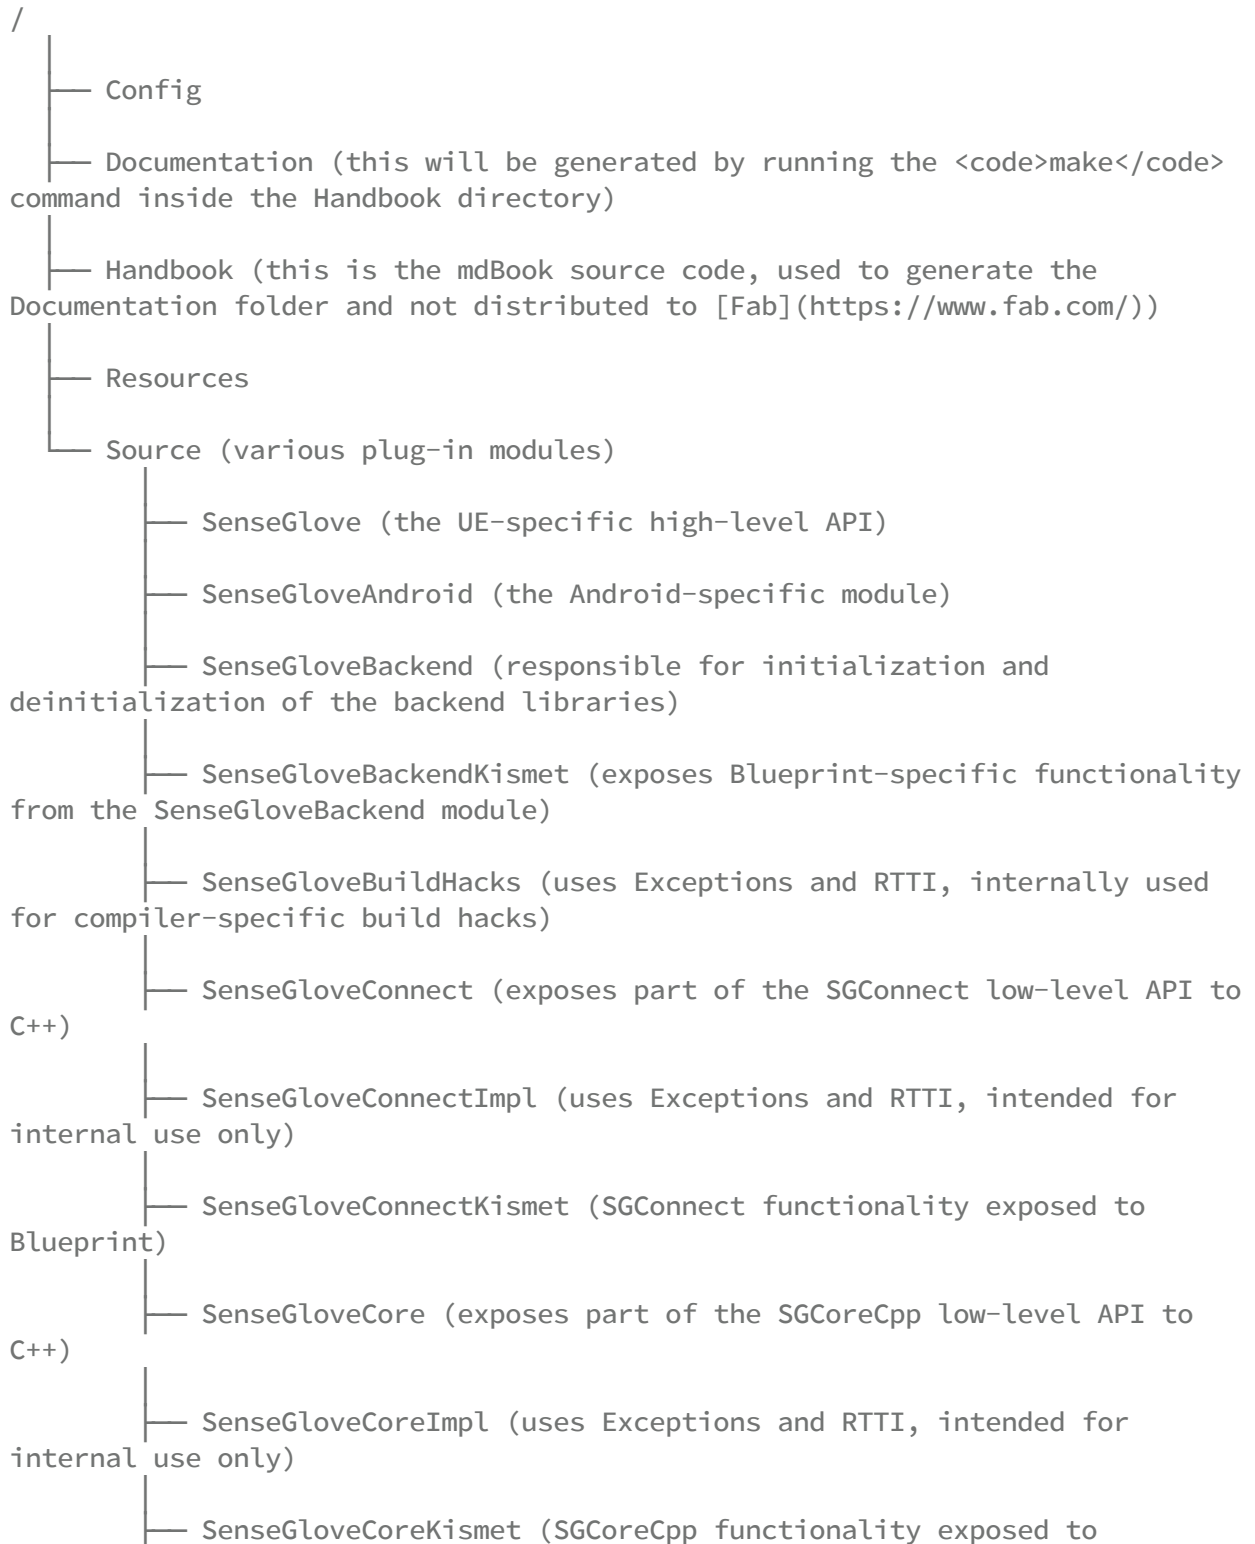 /
├── Config
├── Documentation (this will be generated by running the <code>make</code>
command inside the Handbook directory)
├── Handbook (this is the mdBook source code, used to generate the
Documentation folder and not distributed to [Fab](https://www.fab.com/))
├── Resources
└── Source (various plug-in modules)
├── SenseGlove (the UE-specific high-level API)
├── SenseGloveAndroid (the Android-specific module)
├── SenseGloveBackend (responsible for initialization and
deinitialization of the backend libraries)
├── SenseGloveBackendKismet (exposes Blueprint-specific functionality
from the SenseGloveBackend module)
├── SenseGloveBuildHacks (uses Exceptions and RTTI, internally used
for compiler-specific build hacks)
├── SenseGloveConnect (exposes part of the SGConnect low-level API to
C++)
├── SenseGloveConnectImpl (uses Exceptions and RTTI, intended for
internal use only)
├── SenseGloveConnectKismet (SGConnect functionality exposed to
Blueprint)
├── SenseGloveCore (exposes part of the SGCoreCpp low-level API to
C++)
├── SenseGloveCoreImpl (uses Exceptions and RTTI, intended for
internal use only)
├── SenseGloveCoreKismet (SGCoreCpp functionality exposed to